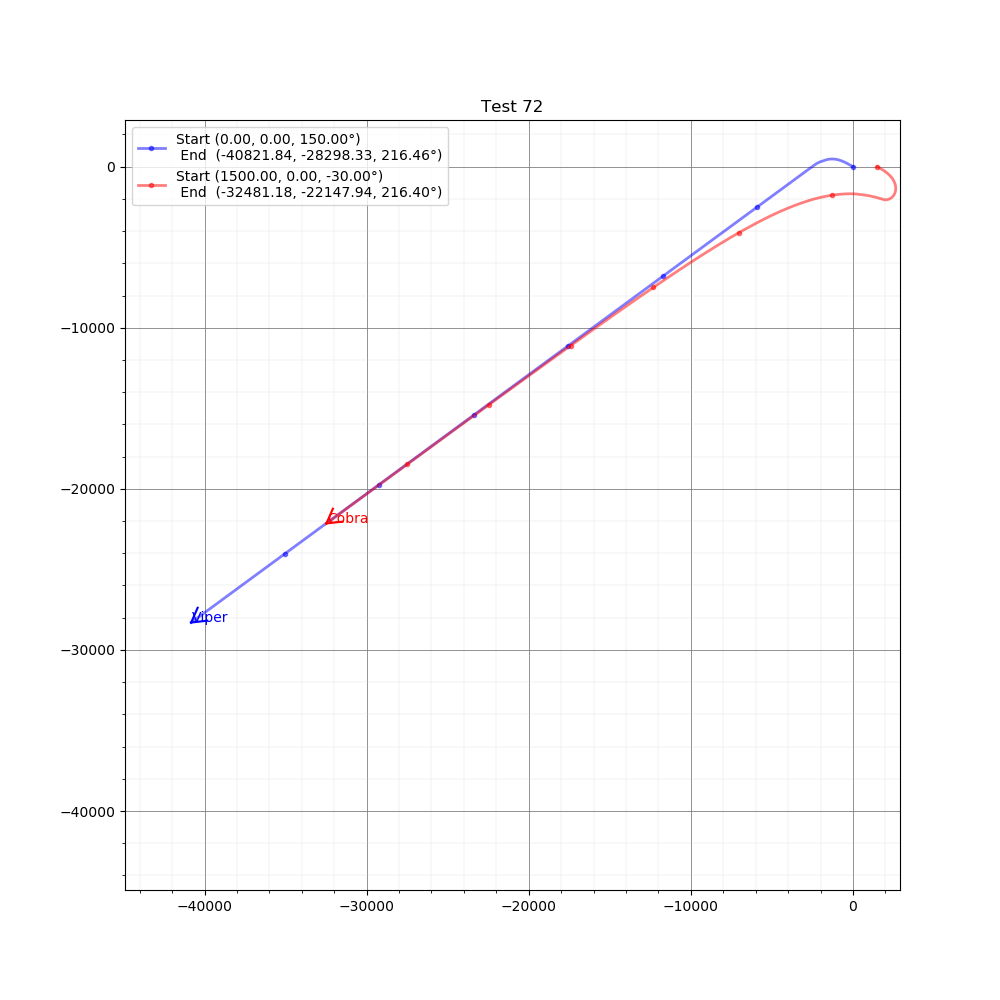 Test 72
Start (0.00, 0.00, 150.00°)
End  (-40821.84, -28298.33, 216.46°)
Start (1500.00, 0.00, -30.00°)
End  (-32481.18, -22147.94, 216.40°)
0
−10000
−20000
−30000
−40000
Cobra
Viper
−40000
−30000
−20000
−10000
0